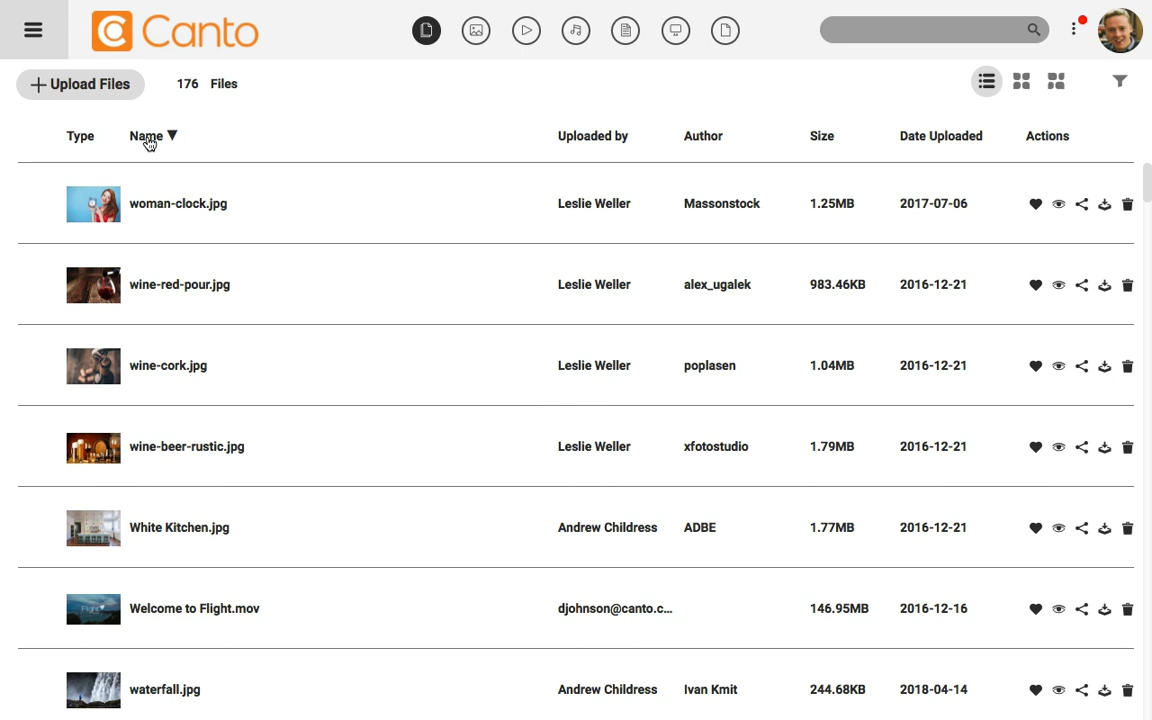 Canto
Upload Files 176 Files
Type Name ▼ Uploaded by Author Size Date Uploaded Actions
woman-clock.jpg Leslie Weller Massonstock 1.25MB 2017-07-06
wine-red-pour.jpg Leslie Weller alex_ugalek 983.46KB 2016-12-21
wine-cork.jpg Leslie Weller poplasen 1.04MB 2016-12-21
wine-beer-rustic.jpg Leslie Weller xfotostudio 1.79MB 2016-12-21
White Kitchen.jpg Andrew Childress ADBE 1.77MB 2016-12-21
Flight
Welcome to Flight.mov djohnson@canto.c... 146.95MB 2016-12-16
waterfall.jpg Andrew Childress Ivan Kmit 244.68KB 2018-04-14